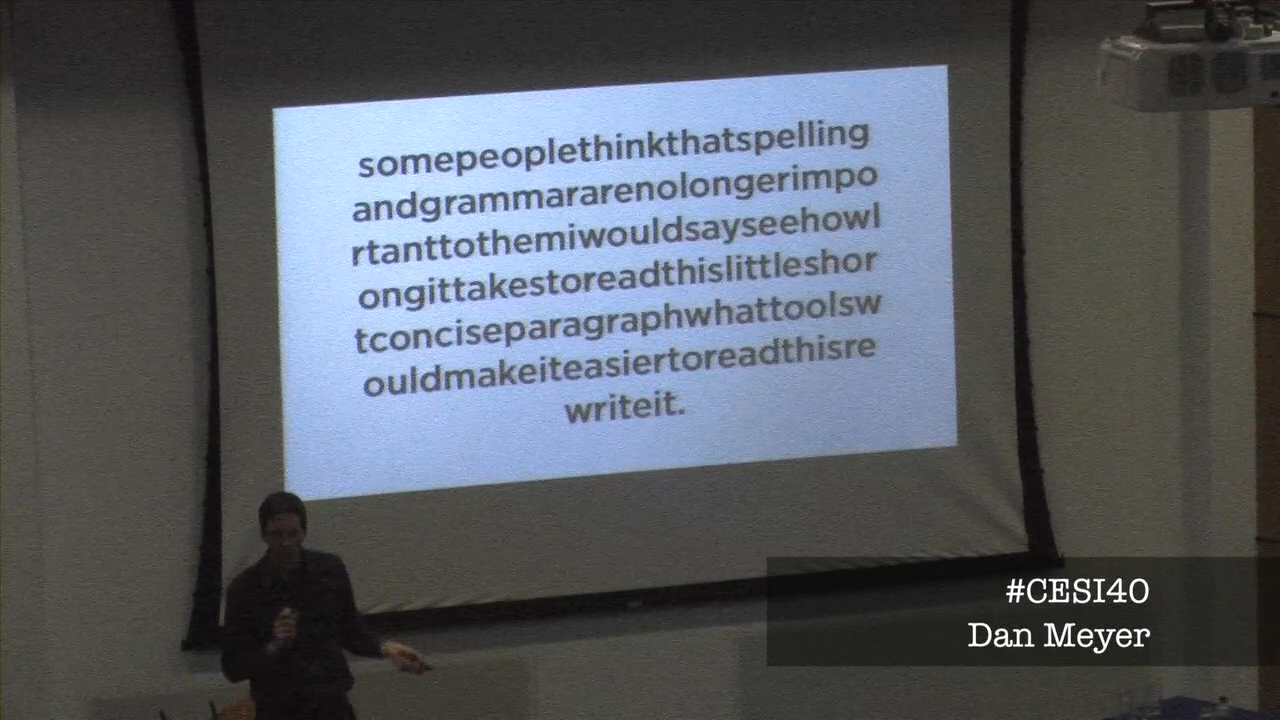 somepeoplethinkthatspelling
andgrammararenolongerimpo
rtanttothemiwouldsayseehowl
ongittakestoreadthislittleshor
tconciseparagraphwhattoolsw
ouldmakeiteasiertoreadthisre
writeit.
#CESI40
Dan Meyer